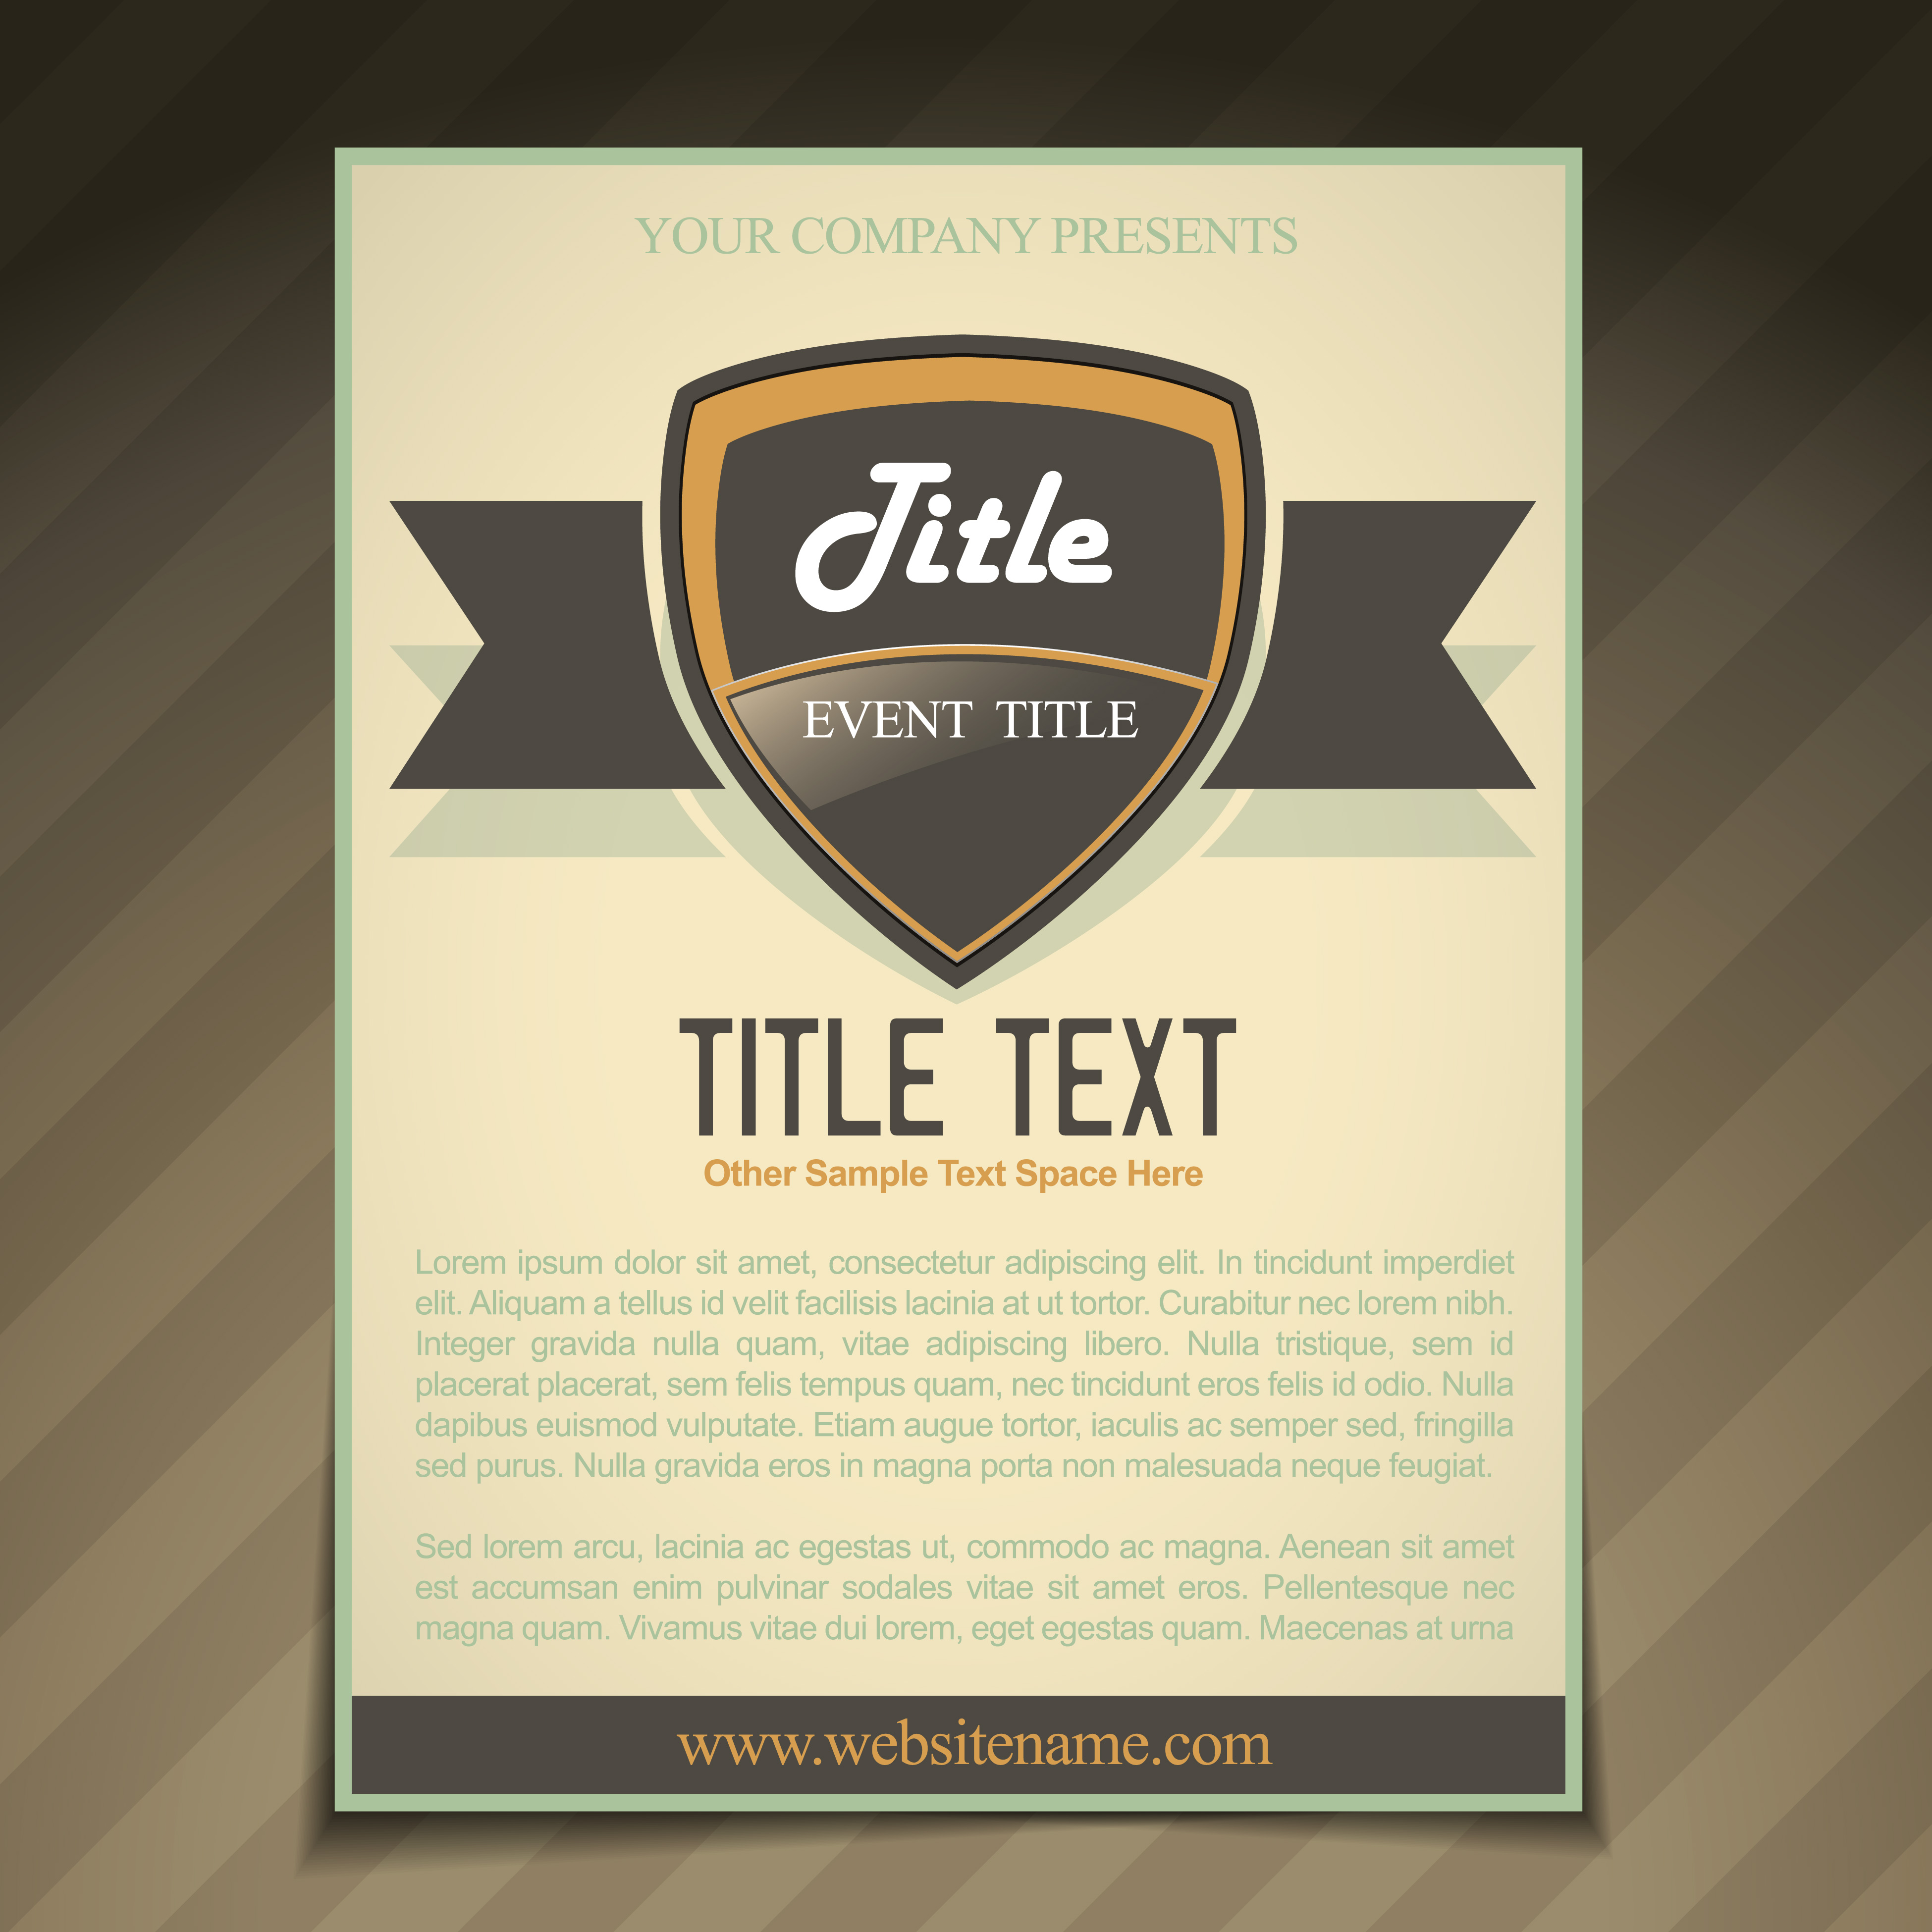 YOUR COMPANY PRESENTS
Title
EVENT TITLE
TITLE TEXT
Other Sample Text Space Here
Lorem ipsum dolor sit amet, consectetur adipiscing elit. In tincidunt imperdiet
elit. Aliquam a tellus id velit facilisis lacinia at ut tortor. Curabitur nec lorem nibh.
Integer gravida nulla quam, vitae adipiscing libero. Nulla tristique, sem id
placerat placerat, sem felis tempus quam, nec tincidunt eros felis id odio. Nulla
dapibus euismod vulputate. Etiam augue tortor, iaculis ac semper sed, fringilla
sed purus. Nulla gravida eros in magna porta non malesuada neque feugiat.
Sed lorem arcu, lacinia ac egestas ut, commodo ac magna. Aenean sit amet
est accumsan enim pulvinar sodales vitae sit amet eros. Pellentesque nec
magna quam. Vivamus vitae dui lorem, eget egestas quam. Maecenas at urna
www.websitename.com